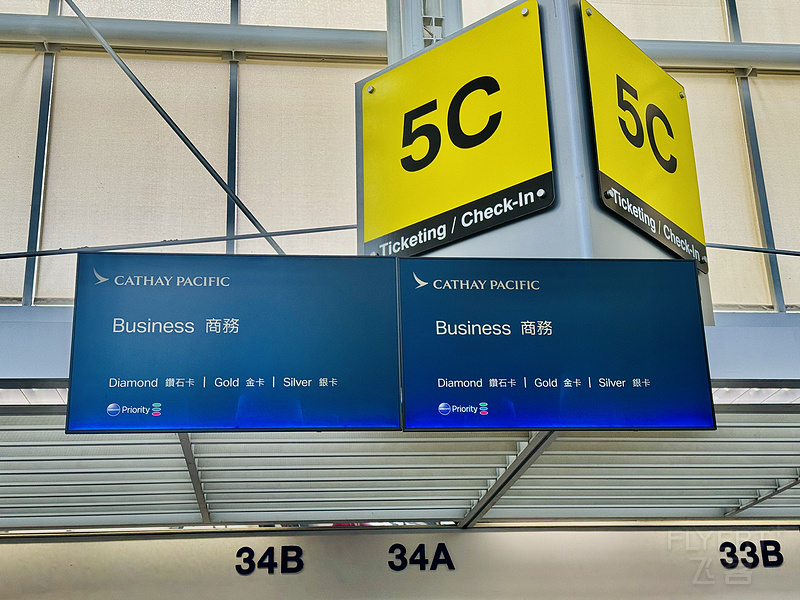 5C
Ticketing / Check-In
5C
Ticketing / Check-In
CATHAY PACIFIC
Business 商務
Diamond 鑽石卡 | Gold 金卡 | Silver 銀卡
Priority
CATHAY PACIFIC
Business 商務
Diamond 鑽石卡 | Gold 金卡 | Silver 銀卡
Priority
34B
34A
33B
飞客